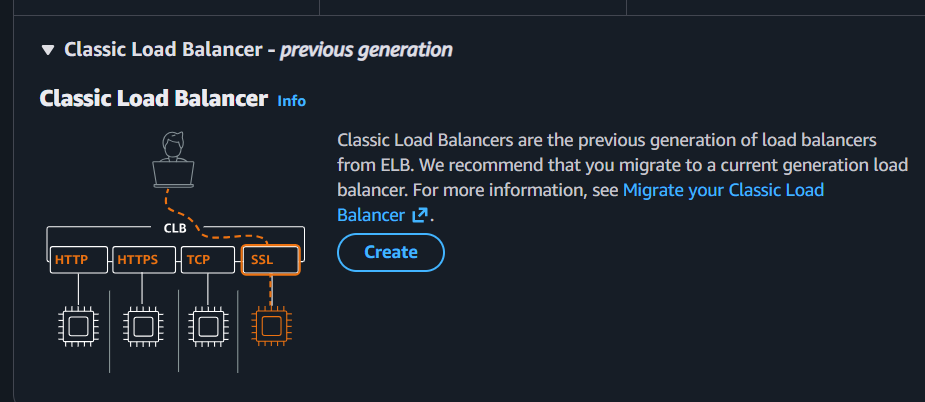 Classic Load Balancer - previous generation
Classic Load Balancer Info
Classic Load Balancers are the previous generation of load balancers
from ELB. We recommend that you migrate to a current generation load
balancer. For more information, see Migrate your Classic Load
Balancer .
Create
CLB
HTTP HTTPS TCP SSL